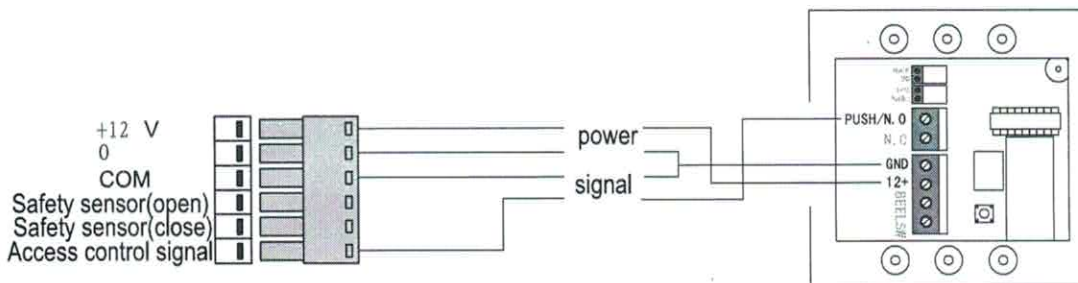 +12 V
0
COM
Safety sensor(open)
Safety sensor(close)
Access control signal
power
signal
PUSH/N.O
N.C
GND
12+